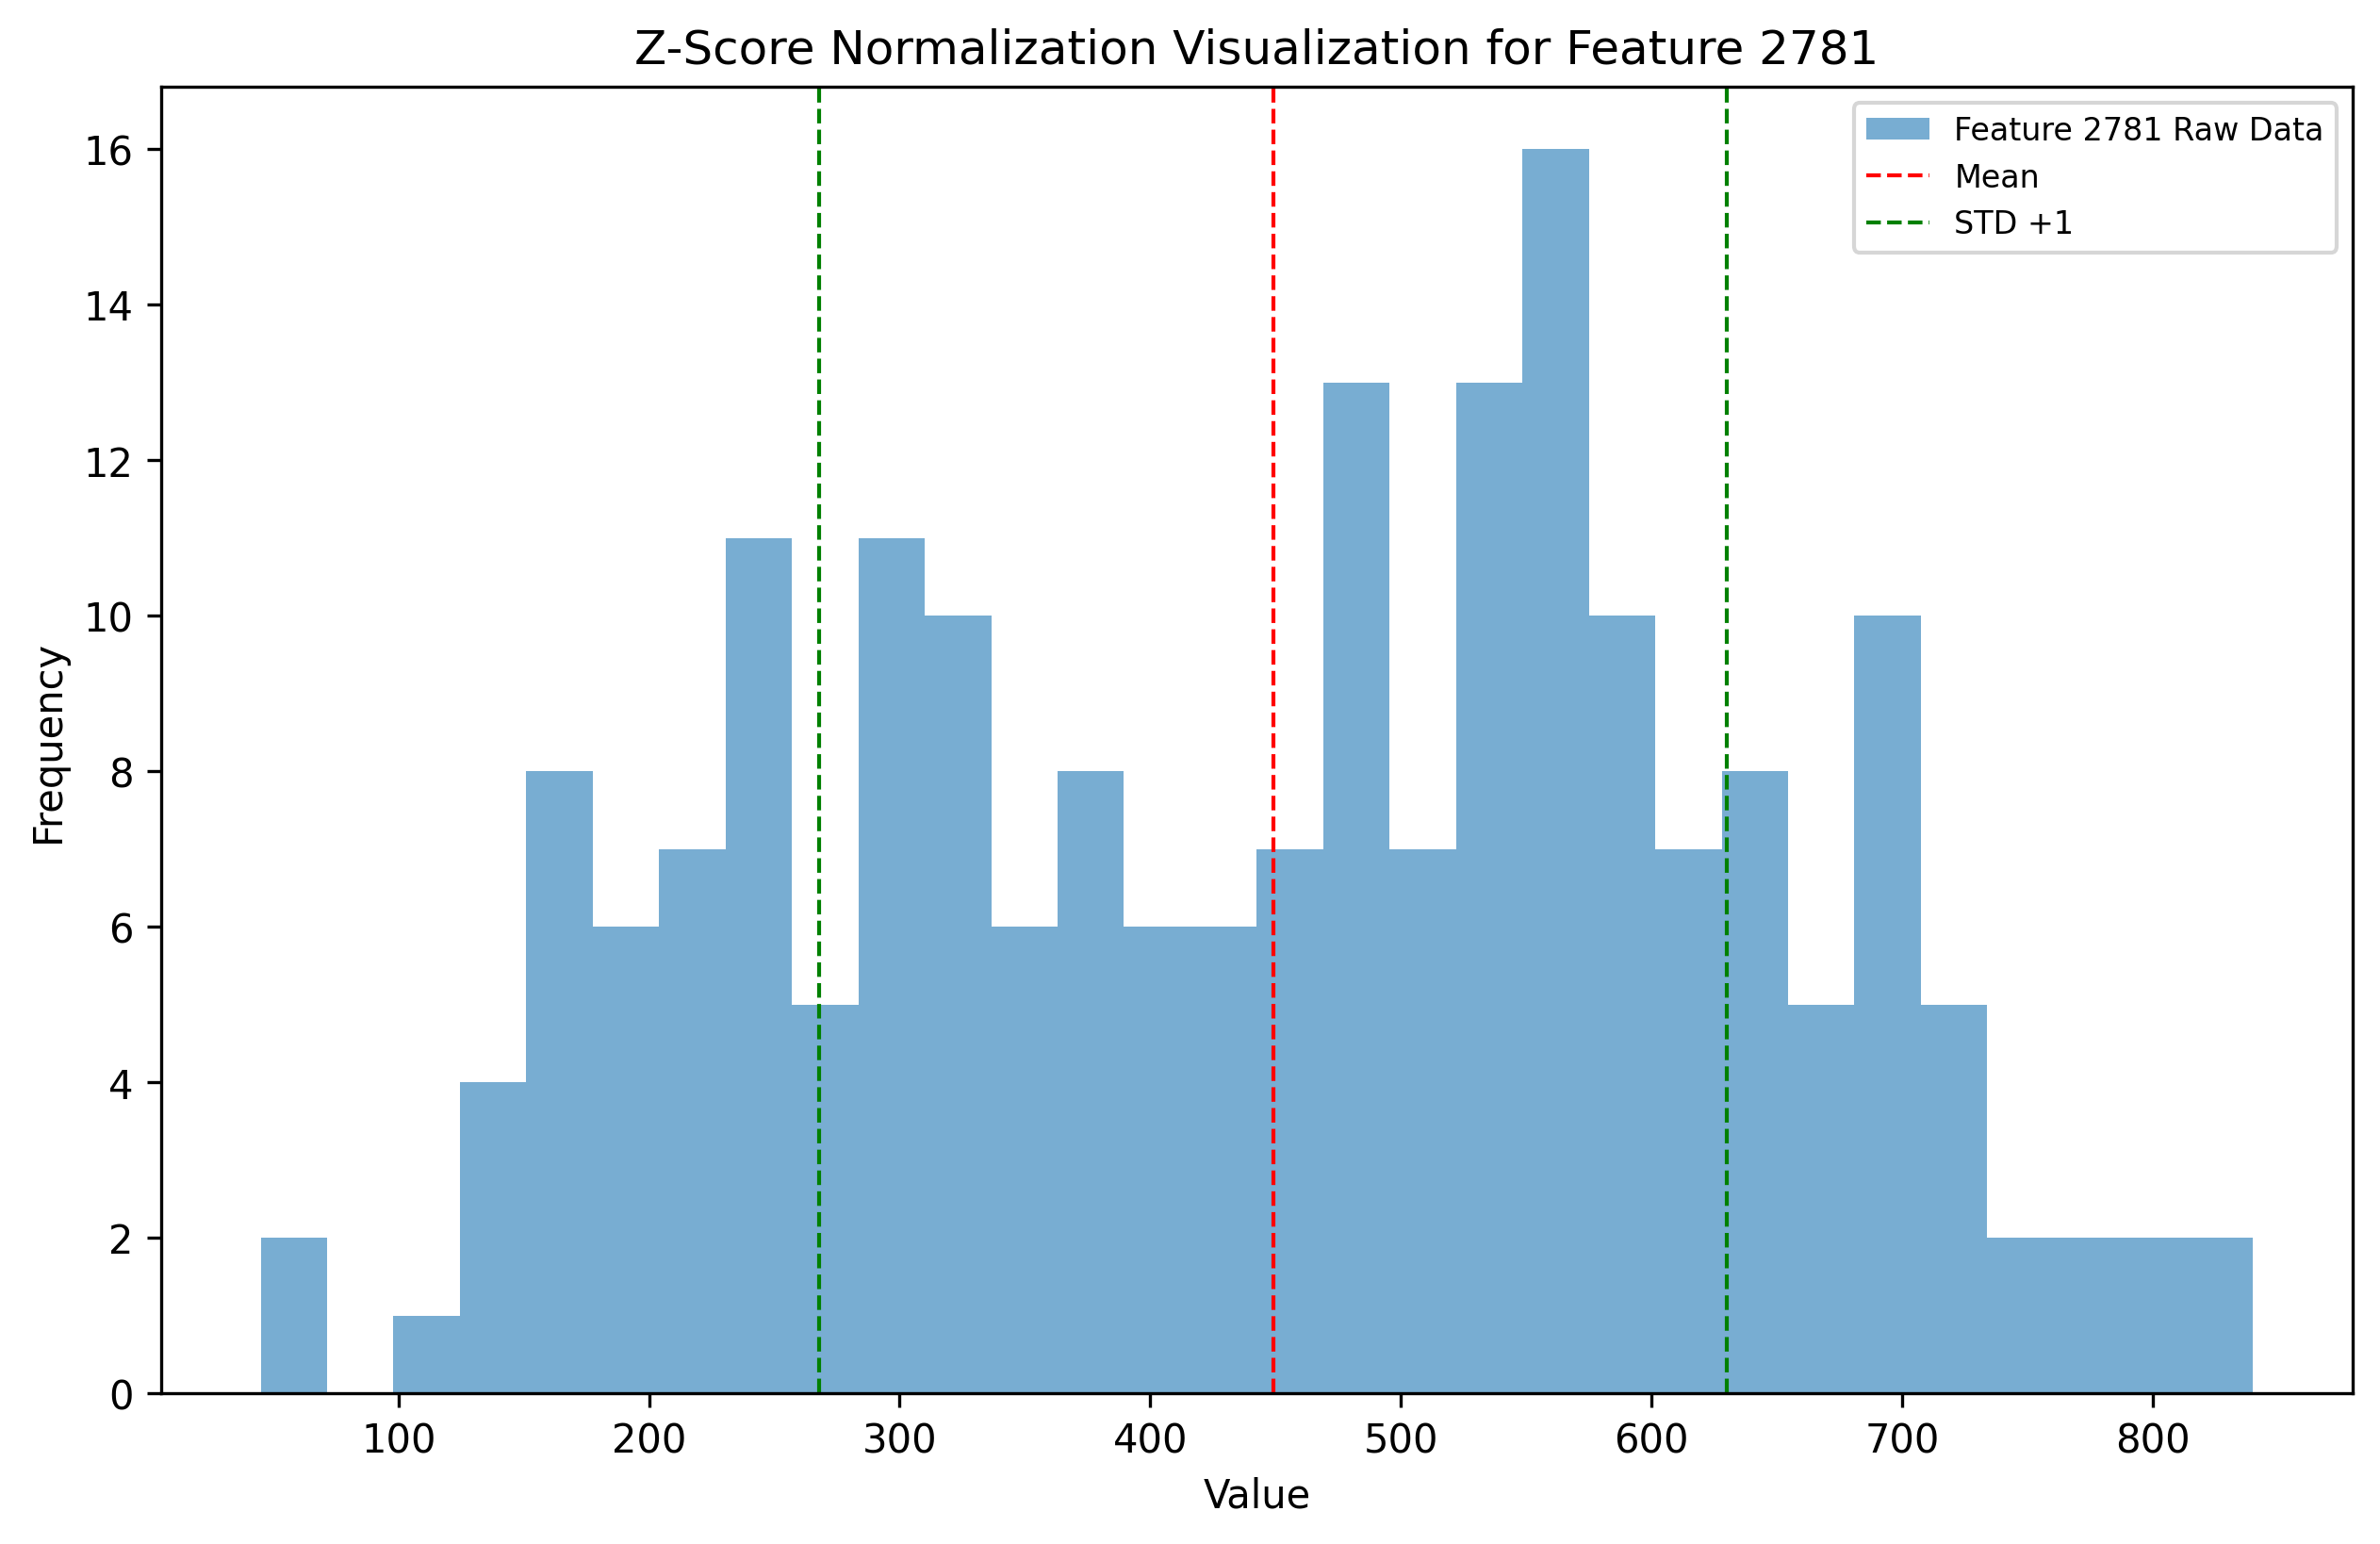 Z-Score Normalization Visualization for Feature 2781
Feature 2781 Raw Data
Mean
STD +1
16
14
12
10
8
6
4
2
0
Frequency
100 200 300 400 500 600 700 800
Value